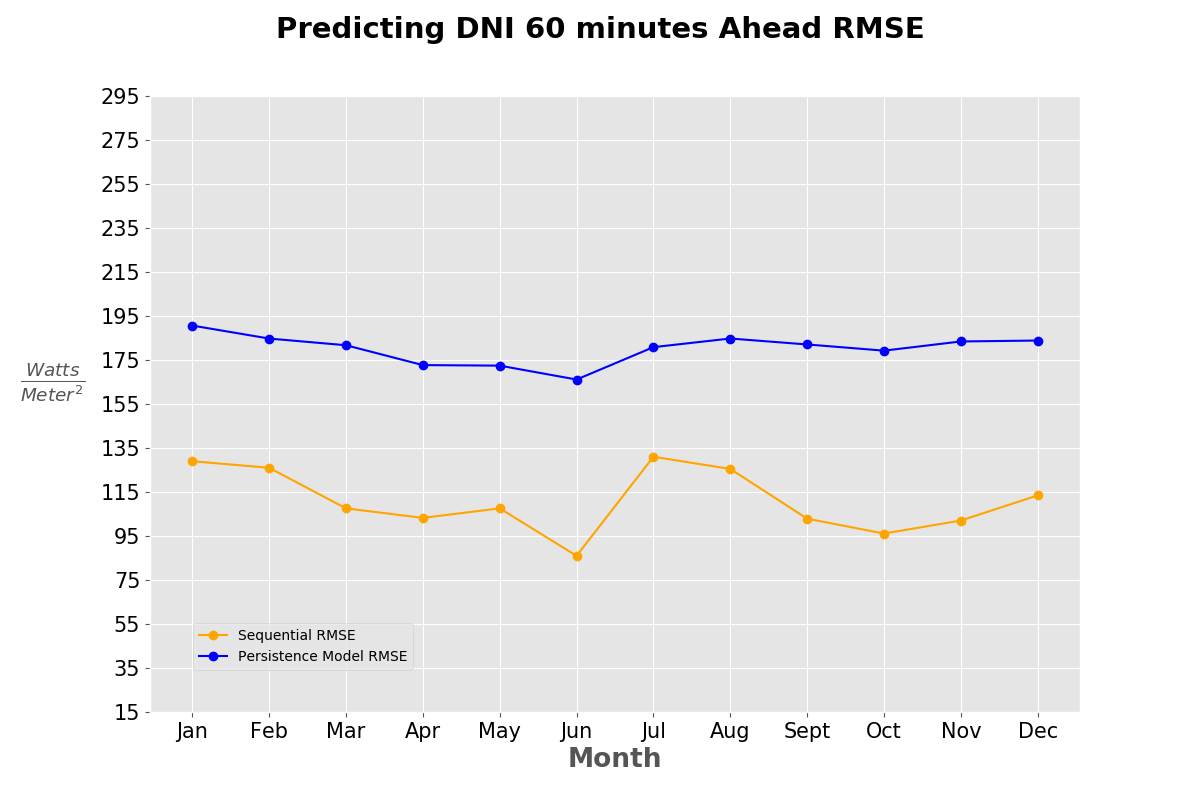 Predicting DNI 60 minutes Ahead RMSE
295
275
255
235
215
195
175
155
135
115
95
75
55
35
15
Watts
Meter²
Sequential RMSE
Persistence Model RMSE
Jan Feb Mar Apr May Jun Jul Aug Sept Oct Nov Dec
Month